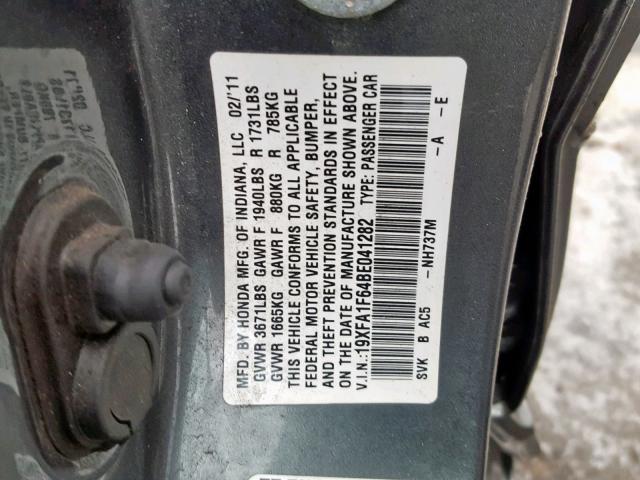 MFD. BY HONDA MFG. OF INDIANA, LLC 02/'11
GVWR 3671LBS GAWR F 1940LBS R 1731LBS
GVWR 1665KG GAWR F 880KG R 785KG
THIS VEHICLE CONFORMS TO ALL APPLICABLE
FEDERAL MOTOR VEHICLE SAFETY, BUMPER,
AND THEFT PREVENTION STANDARDS IN EFFECT
ON THE DATE OF MANUFACTURE SHOWN ABOVE.
V.I.N.:19XFA1F64BE041282 TYPE: PASSENGER CAR
SVK B AC5 -NH737M -A -E